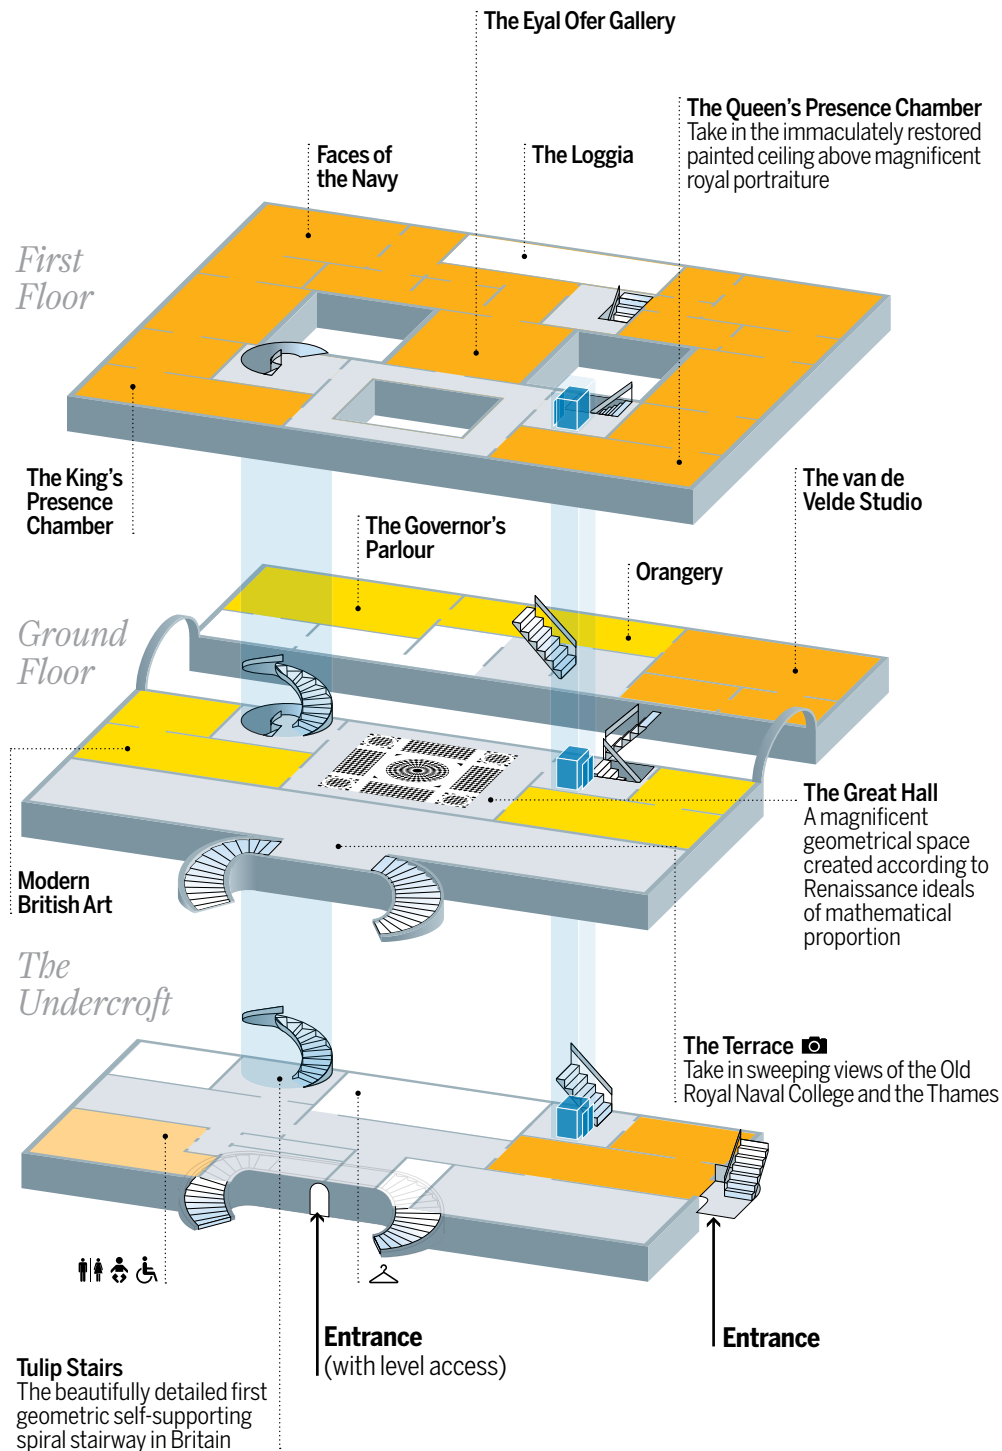 The Eyal Ofer Gallery
The Queen's Presence Chamber
Take in the immaculately restored
painted ceiling above magnificent
royal portraiture
Faces of
the Navy
The Loggia
First
Floor
The King's
Presence
Chamber
The van de
Velde Studio
The Governor's
Parlour
Orangery
Ground
Floor
The Great Hall
A magnificent
geometrical space
created according to
Renaissance ideals
of mathematical
proportion
Modern
British Art
The
Undercroft
The Terrace
Take in sweeping views of the Old
Royal Naval College and the Thames
Entrance
(with level access)
Entrance
Tulip Stairs
The beautifully detailed first
geometric self-supporting
spiral stairway in Britain